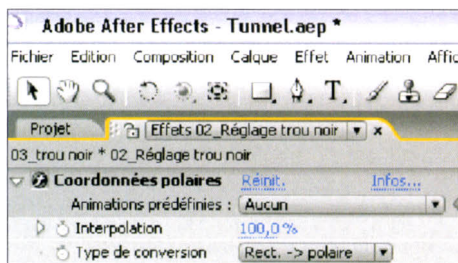 Adobe After Effects - Tunnel.aep *
Fichier Edition Composition Calque Effet Animation Affic
T
Projet Effets 02_Réglage trou noir x
03_trou noir * 02_Réglage trou noir
Coordonnées polaires Réinit. Infos...
Animations prédéfinies : Aucun
Interpolation 100,0 %
Type de conversion Rect. -> polaire